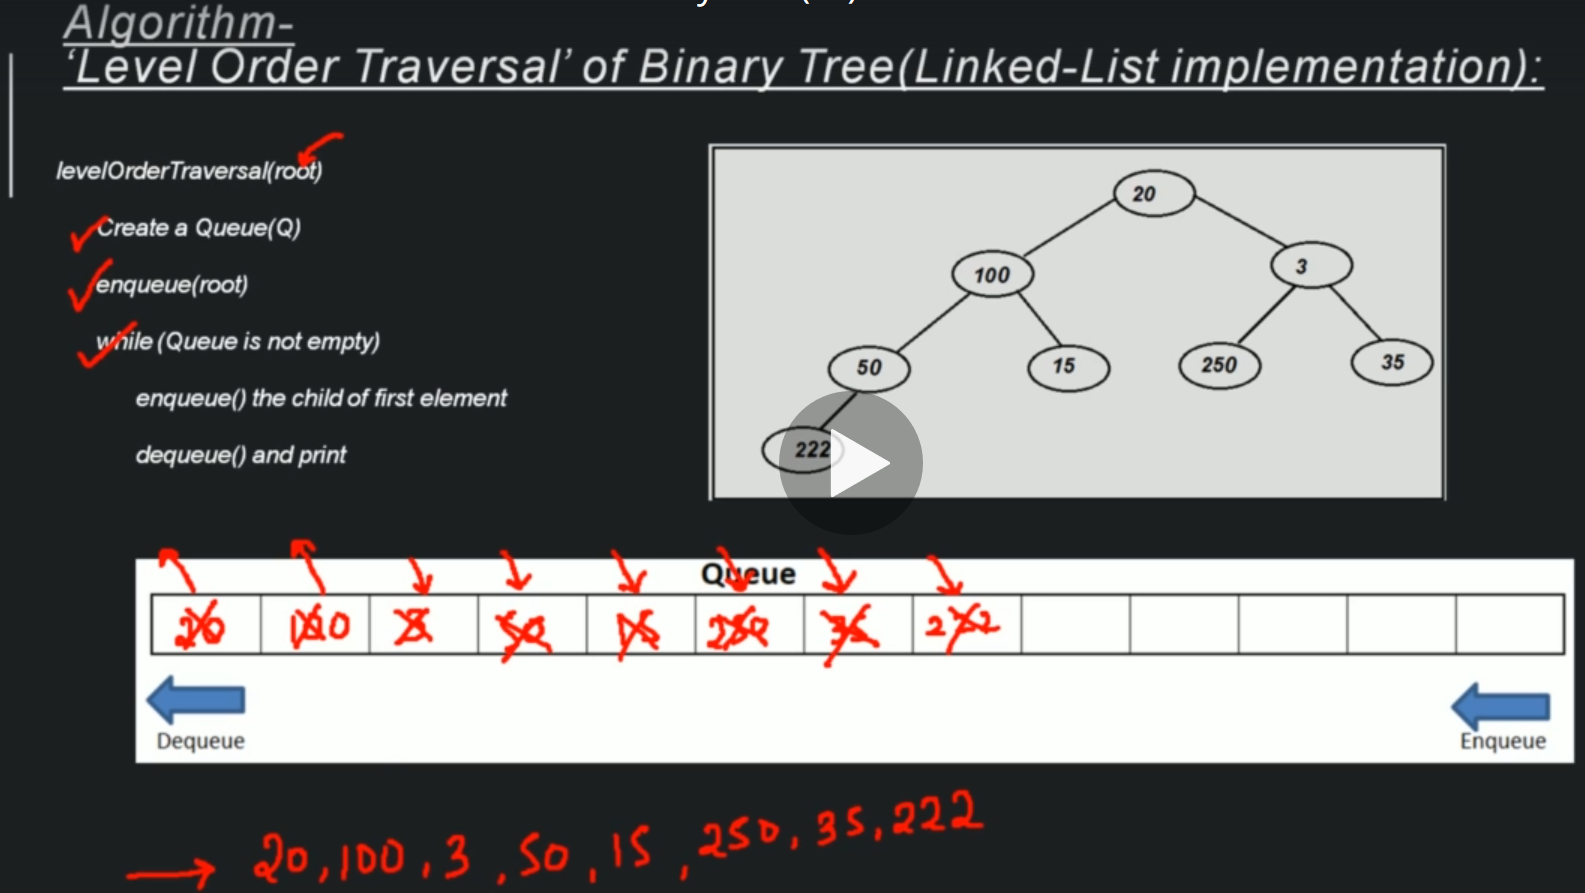 Algorithm-
‘Level Order Traversal’ of Binary Tree(Linked-List implementation):
levelOrderTraversal(root)
Create a Queue(Q)
enqueue(root)
while (Queue is not empty)
enqueue() the child of first element
dequeue() and print
20
100
3
50
15
250
35
222
Queue
20 100 3 50 15 250 35 222
Dequeue
Enqueue
20, 100, 3, 50, 15, 250, 35, 222